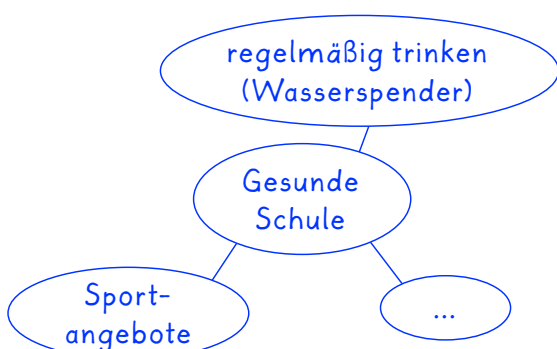 regelmäßig trinken
(Wasserspender)
Gesunde
Schule
Sport-
angebote
...